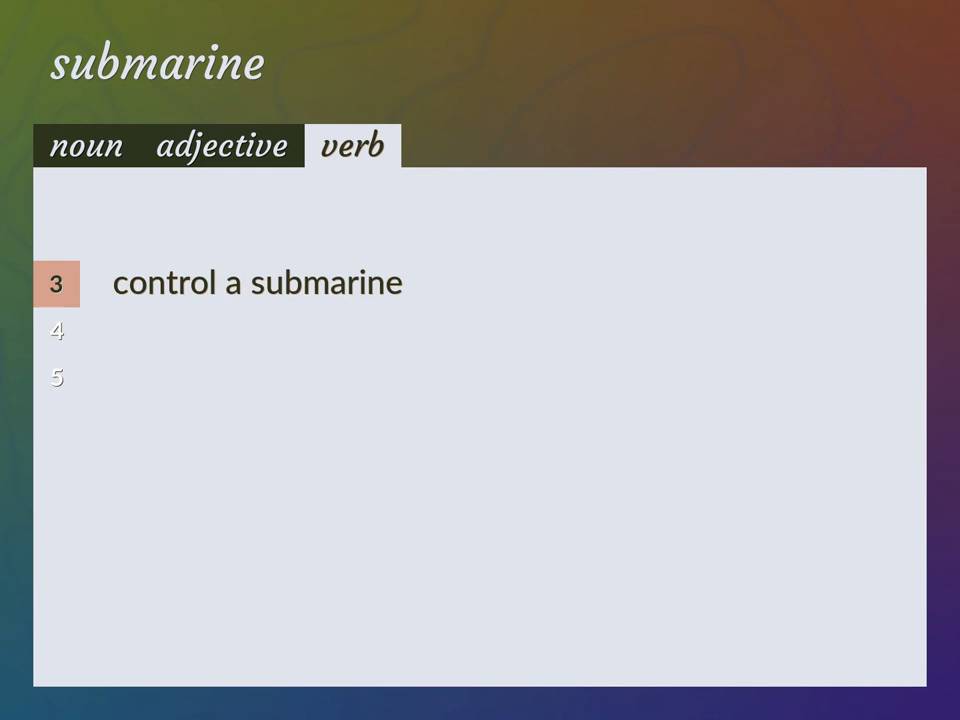 submarine
noun adjective verb
3 control a submarine
4
5